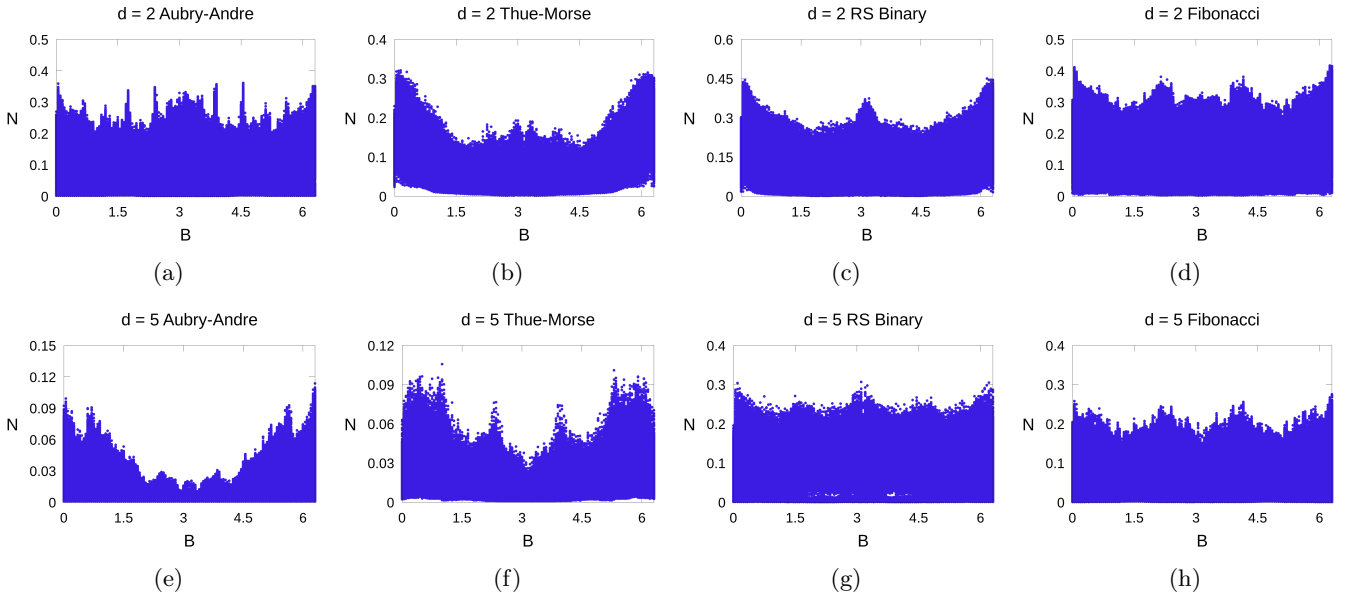 d = 2 Aubry-Andre
0.5
0.4
0.3
0.2
0.1
0
N
0 1.5 3 4.5 6
B
(a)
d = 2 Thue-Morse
0.4
0.3
0.2
0.1
0
N
0 1.5 3 4.5 6
B
(b)
d = 2 RS Binary
0.6
0.45
0.3
0.15
0
N
0 1.5 3 4.5 6
B
(c)
d = 2 Fibonacci
0.5
0.4
0.3
0.2
0.1
0
N
0 1.5 3 4.5 6
B
(d)
d = 5 Aubry-Andre
0.15
0.12
0.09
0.06
0.03
0
N
0 1.5 3 4.5 6
B
(e)
d = 5 Thue-Morse
0.12
0.09
0.06
0.03
0
N
0 1.5 3 4.5 6
B
(f)
d = 5 RS Binary
0.4
0.3
0.2
0.1
0
N
0 1.5 3 4.5 6
B
(g)
d = 5 Fibonacci
0.4
0.3
0.2
0.1
0
N
0 1.5 3 4.5 6
B
(h)